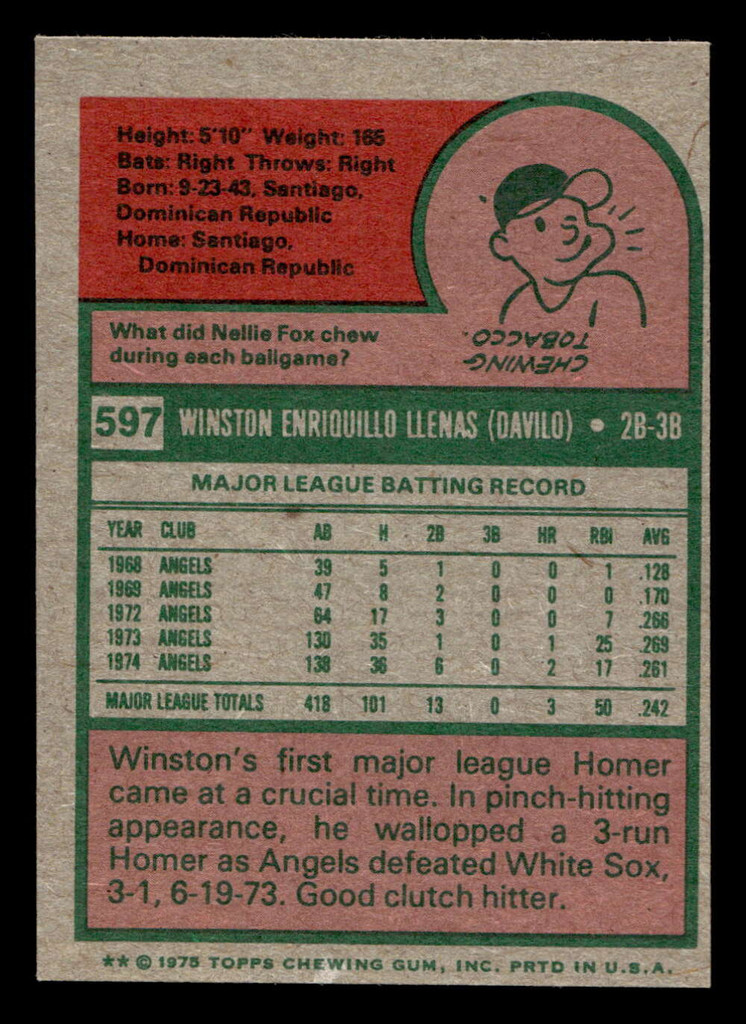 Height: 5'10" Weight: 165
Bats: Right Throws: Right
Born: 9-23-43, Santiago,
Dominican Republic
Home: Santiago,
Dominican Republic
What did Nellie Fox chew
during each ballgame?
CHEWING
TOBACCO.
597 WINSTON ENRIQUILLO LLENAS (DAVILO) • 2B-3B
MAJOR LEAGUE BATTING RECORD
YEAR CLUB AB H 2B 3B HR RBI AVG
1968 ANGELS 39 5 1 0 0 1 .128
1969 ANGELS 47 8 2 0 0 0 .170
1972 ANGELS 64 17 3 0 0 7 .266
1973 ANGELS 130 35 1 0 1 25 .269
1974 ANGELS 138 36 6 0 2 17 .261
MAJOR LEAGUE TOTALS 418 101 13 0 3 50 .242
Winston's first major league Homer
came at a crucial time. In pinch-hitting
appearance, he wallopped a 3-run
Homer as Angels defeated White Sox,
3-1, 6-19-73. Good clutch hitter.
** © 1975 TOPPS CHEWING GUM, INC. PRTD IN U.S.A.